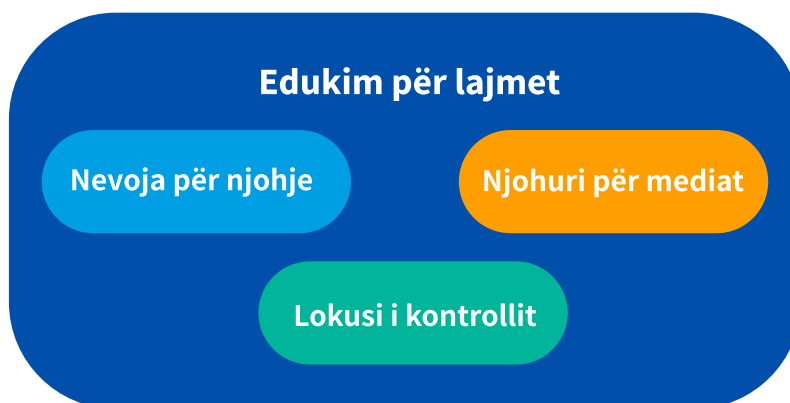 Edukim për lajmet
Nevoja për njohje
Njohuri për mediat
Lokusi i kontrollit